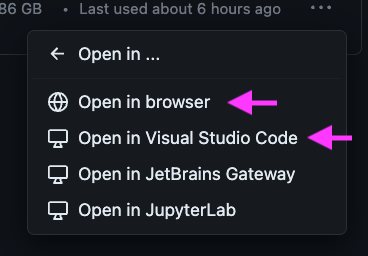 86 GB • Last used about 6 hours ago ...
Open in ...
Open in browser
Open in Visual Studio Code
Open in JetBrains Gateway
Open in JupyterLab